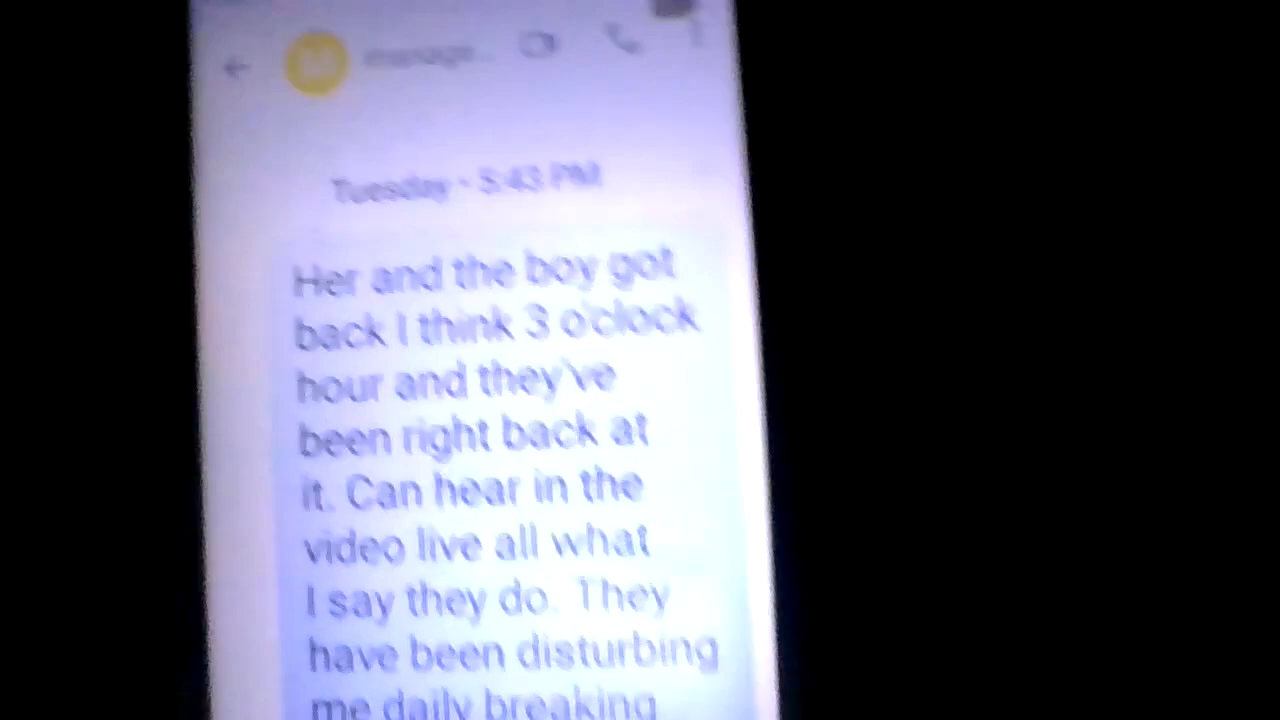 M manage...
Tuesday • 5:43 PM
Her and the boy got
back I think 3 o'clock
hour and they've
been right back at
it. Can hear in the
video live all what
I say they do. They
have been disturbing
me daily breaking